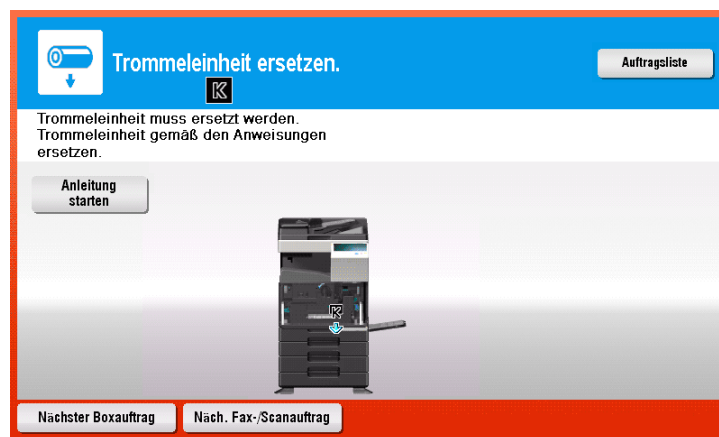 Trommeleinheit ersetzen.
K
Auftragsliste
Trommeleinheit muss ersetzt werden.
Trommeleinheit gemäß den Anweisungen
ersetzen.
Anleitung
starten
K
Nächster Boxauftrag
Näch. Fax-/Scanauftrag